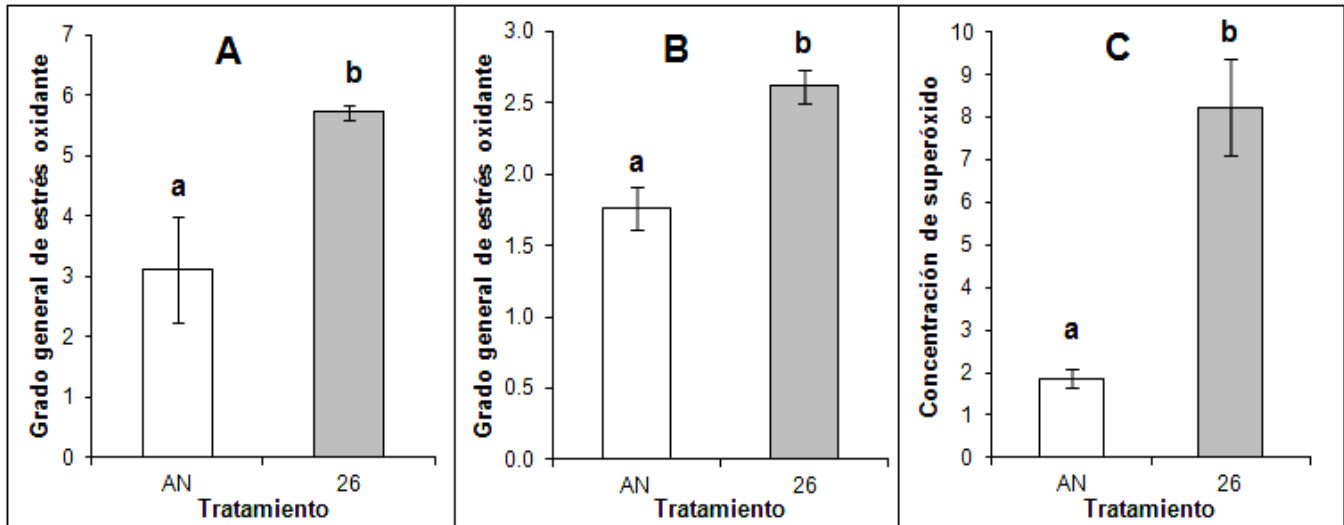 A
Grado general de estrés oxidante
7
6
5
4
3
2
1
0
a
b
AN
26
Tratamiento
B
Grado general de estrés oxidante
3.0
2.5
2.0
1.5
1.0
0.5
0.0
a
b
AN
26
Tratamiento
C
Concentración de superóxido
10
9
8
7
6
5
4
3
2
1
0
a
b
AN
26
Tratamiento